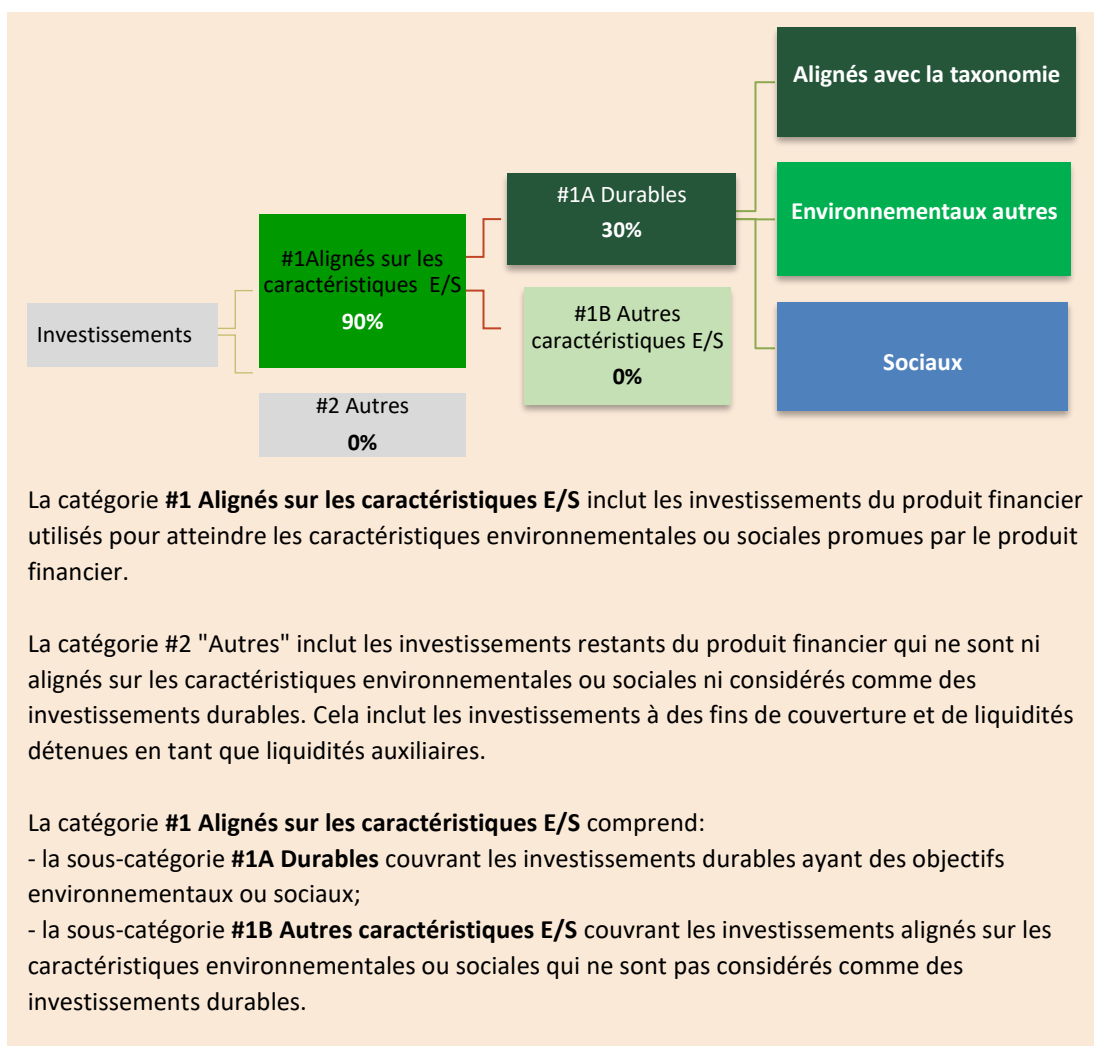 Alignés avec la taxonomie
#1A Durables
30%
Environnementaux autres
#1Alignés sur les
caractéristiques E/S
90%
#1B Autres
caractéristiques E/S
0%
Investissements
Sociaux
#2 Autres
0%
La catégorie #1 Alignés sur les caractéristiques E/S inclut les investissements du produit financier
utilisés pour atteindre les caractéristiques environnementales ou sociales promues par le produit
financier.
La catégorie #2 "Autres" inclut les investissements restants du produit financier qui ne sont ni
alignés sur les caractéristiques environnementales ou sociales ni considérés comme des
investissements durables. Cela inclut les investissements à des fins de couverture et de liquidités
détenues en tant que liquidités auxiliaires.
La catégorie #1 Alignés sur les caractéristiques E/S comprend:
- la sous-catégorie #1A Durables couvrant les investissements durables ayant des objectifs
environnementaux ou sociaux;
- la sous-catégorie #1B Autres caractéristiques E/S couvrant les investissements alignés sur les
caractéristiques environnementales ou sociales qui ne sont pas considérés comme des
investissements durables.